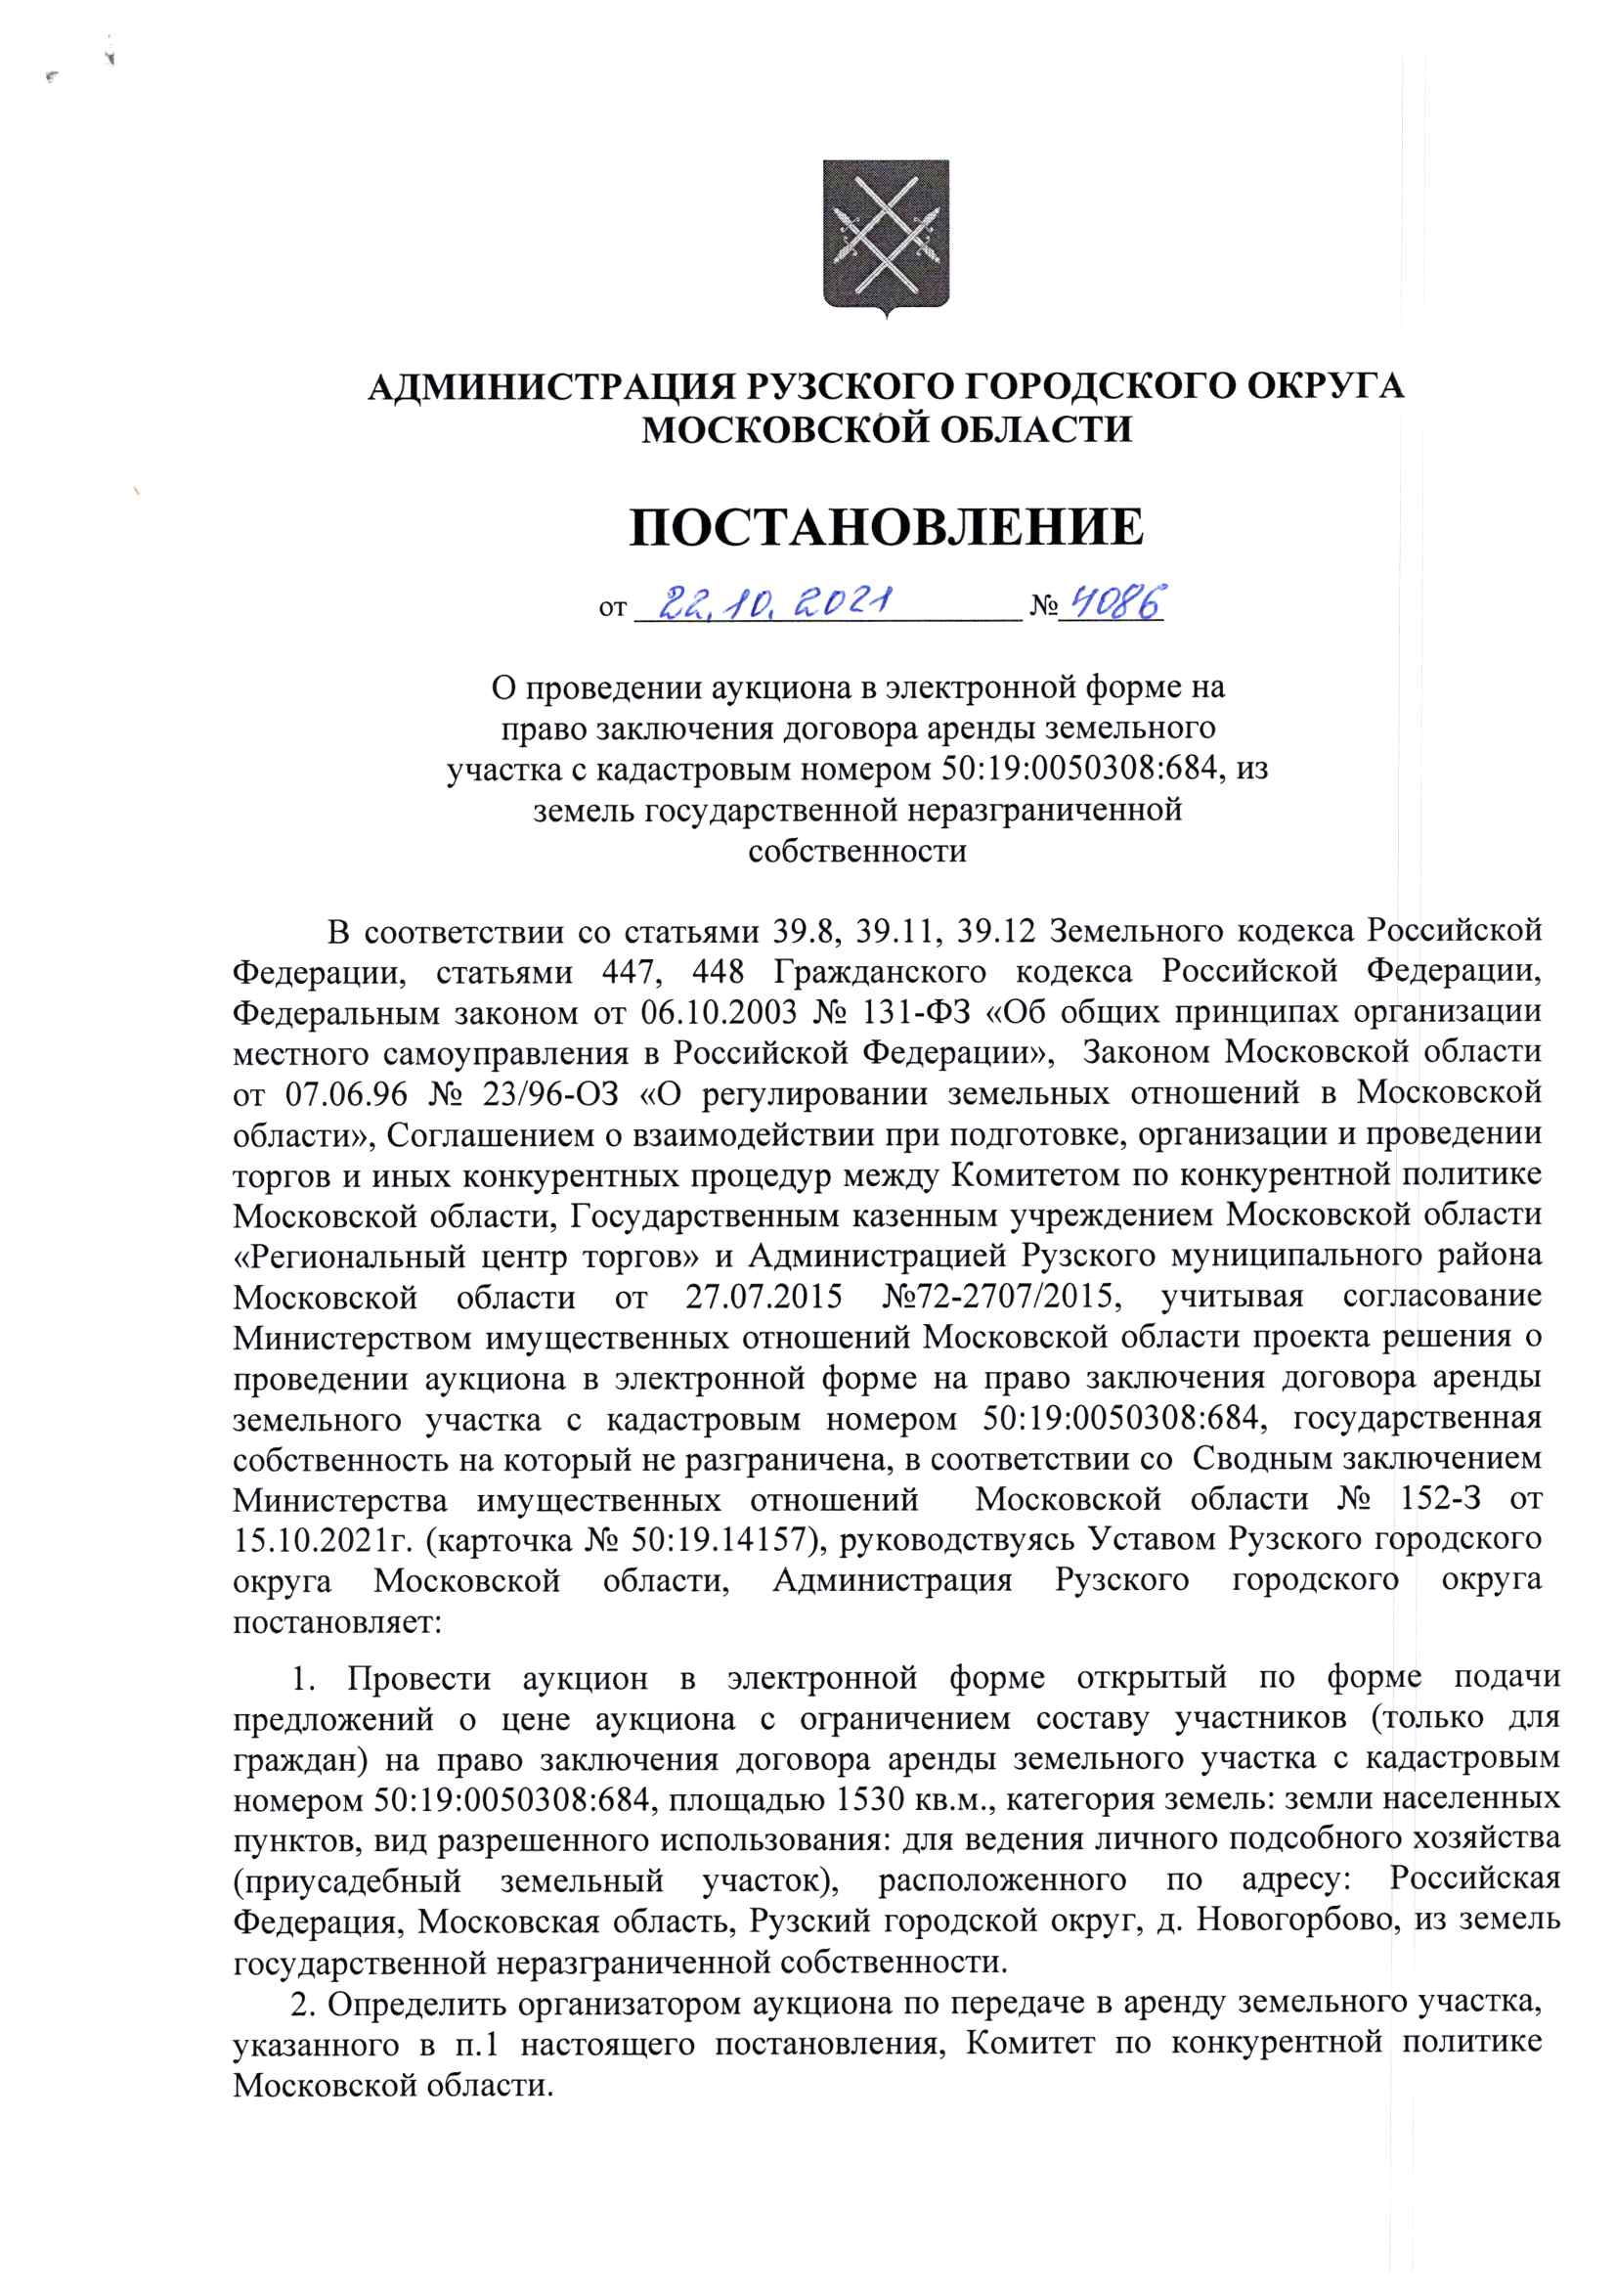 АДМИНИСТРАЦИЯ РУЗСКОГО ГОРОДСКОГО ОКРУГА
МОСКОВСКОЙ ОБЛАСТИ
ПОСТАНОВЛЕНИЕ
от 22.10.2021 № 4086
О проведении аукциона в электронной форме на
право заключения договора аренды земельного
участка с кадастровым номером 50:19:0050308:684, из
земель государственной неразграниченной
собственности
В соответствии со статьями 39.8, 39.11, 39.12 Земельного кодекса Российской
Федерации, статьями 447, 448 Гражданского кодекса Российской Федерации,
Федеральным законом от 06.10.2003 № 131-ФЗ «Об общих принципах организации
местного самоуправления в Российской Федерации», Законом Московской области
от 07.06.96 № 23/96-ОЗ «О регулировании земельных отношений в Московской
области», Соглашением о взаимодействии при подготовке, организации и проведении
торгов и иных конкурентных процедур между Комитетом по конкурентной политике
Московской области, Государственным казенным учреждением Московской области
«Региональный центр торгов» и Администрацией Рузского муниципального района
Московской области от 27.07.2015 №72-2707/2015, учитывая согласование
Министерством имущественных отношений Московской области проекта решения о
проведении аукциона в электронной форме на право заключения договора аренды
земельного участка с кадастровым номером 50:19:0050308:684, государственная
собственность на который не разграничена, в соответствии со Сводным заключением
Министерства имущественных отношений Московской области № 152-З от
15.10.2021г. (карточка № 50:19.14157), руководствуясь Уставом Рузского городского
округа Московской области, Администрация Рузского городского округа
постановляет:
1. Провести аукцион в электронной форме открытый по форме подачи
предложений о цене аукциона с ограничением составу участников (только для
граждан) на право заключения договора аренды земельного участка с кадастровым
номером 50:19:0050308:684, площадью 1530 кв.м., категория земель: земли населенных
пунктов, вид разрешенного использования: для ведения личного подсобного хозяйства
(приусадебный земельный участок), расположенного по адресу: Российская
Федерация, Московская область, Рузский городской округ, д. Новогорбово, из земель
государственной неразграниченной собственности.
2. Определить организатором аукциона по передаче в аренду земельного участка,
указанного в п.1 настоящего постановления, Комитет по конкурентной политике
Московской области.